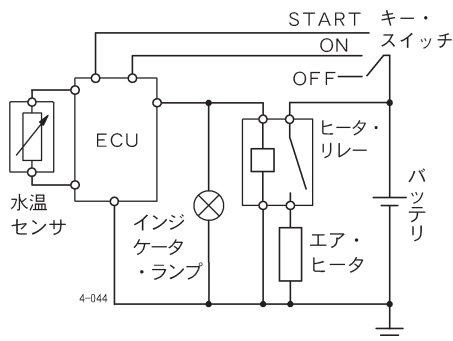 START
キー・
スイッチ
ON
OFF
ECU
ヒータ・
リレー
水温
センサ
インジ
ケータ
・ランプ
エア・
ヒータ
バッテリ
4-044